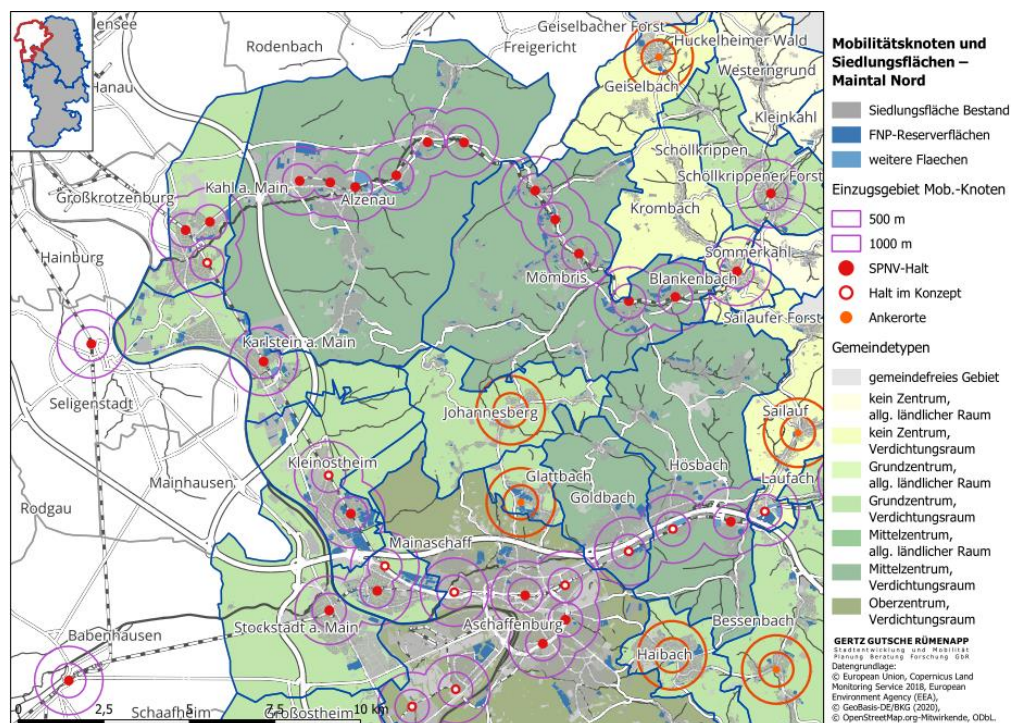 ensee
Geiselbacher Forst
Huckelheimer Wald
Rodenbach
Freigericht
Westerngrund
Hanau
Geiselbach
Kleinkahl
Schöllkrippen
Kahl a. Main
Schöllkrippener Forst
Großkrotzenburg
Alzenau
Krombach
Hainburg
Sommerkahl
Mömbris
Blankenbach
Sailaufer Forst
Karlstein a. Main
Seligenstadt
Johannesberg
Sailauf
Kleinostheim
Glattbach
Hösbach
Mainhausen
Goldbach
Laufach
Rodgau
Mainaschaff
Stockstadt a. Main
Aschaffenburg
Bessenbach
Babenhausen
Haibach
Schaafheim
Großostheim
2,5
5
7,5
10 km
Mobilitätsknoten und
Siedlungsflächen –
Maintal Nord
Siedlungsfläche Bestand
FNP-Reserverflächen
weitere Flaechen
Einzugsgebiet Mob.-Knoten
500 m
1000 m
SPNV-Halt
Halt im Konzept
Ankerorte
Gemeindetypen
gemeindefreies Gebiet
kein Zentrum,
allg. ländlicher Raum
kein Zentrum,
Verdichtungsraum
Grundzentrum,
allg. ländlicher Raum
Grundzentrum,
Verdichtungsraum
Mittelzentrum,
allg. ländlicher Raum
Mittelzentrum,
Verdichtungsraum
Oberzentrum,
Verdichtungsraum
GERTZ GUTSCHE RÜMENAPP
Stadtentwicklung und Mobilität
Planung Beratung Forschung GbR
Datengrundlage:
© European Union, Copernicus Land
Monitoring Service 2018, European
Environment Agency (EEA),
© GeoBasis-DE/BKG (2020),
© OpenStreetMap.org-Mitwirkende, ODbL.